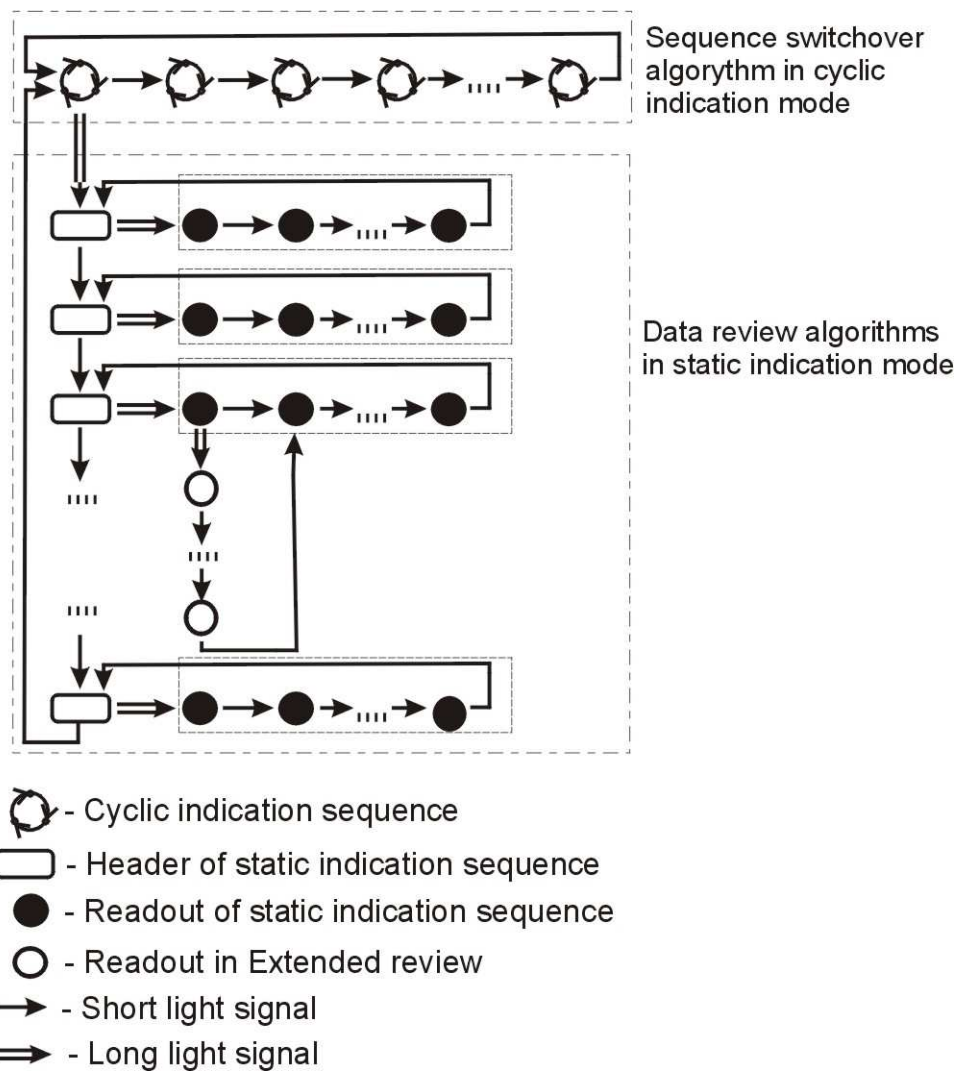 Sequence switchover
algorythm in cyclic
indication mode
Data review algorithms
in static indication mode
- Cyclic indication sequence
- Header of static indication sequence
- Readout of static indication sequence
- Readout in Extended review
- Short light signal
- Long light signal